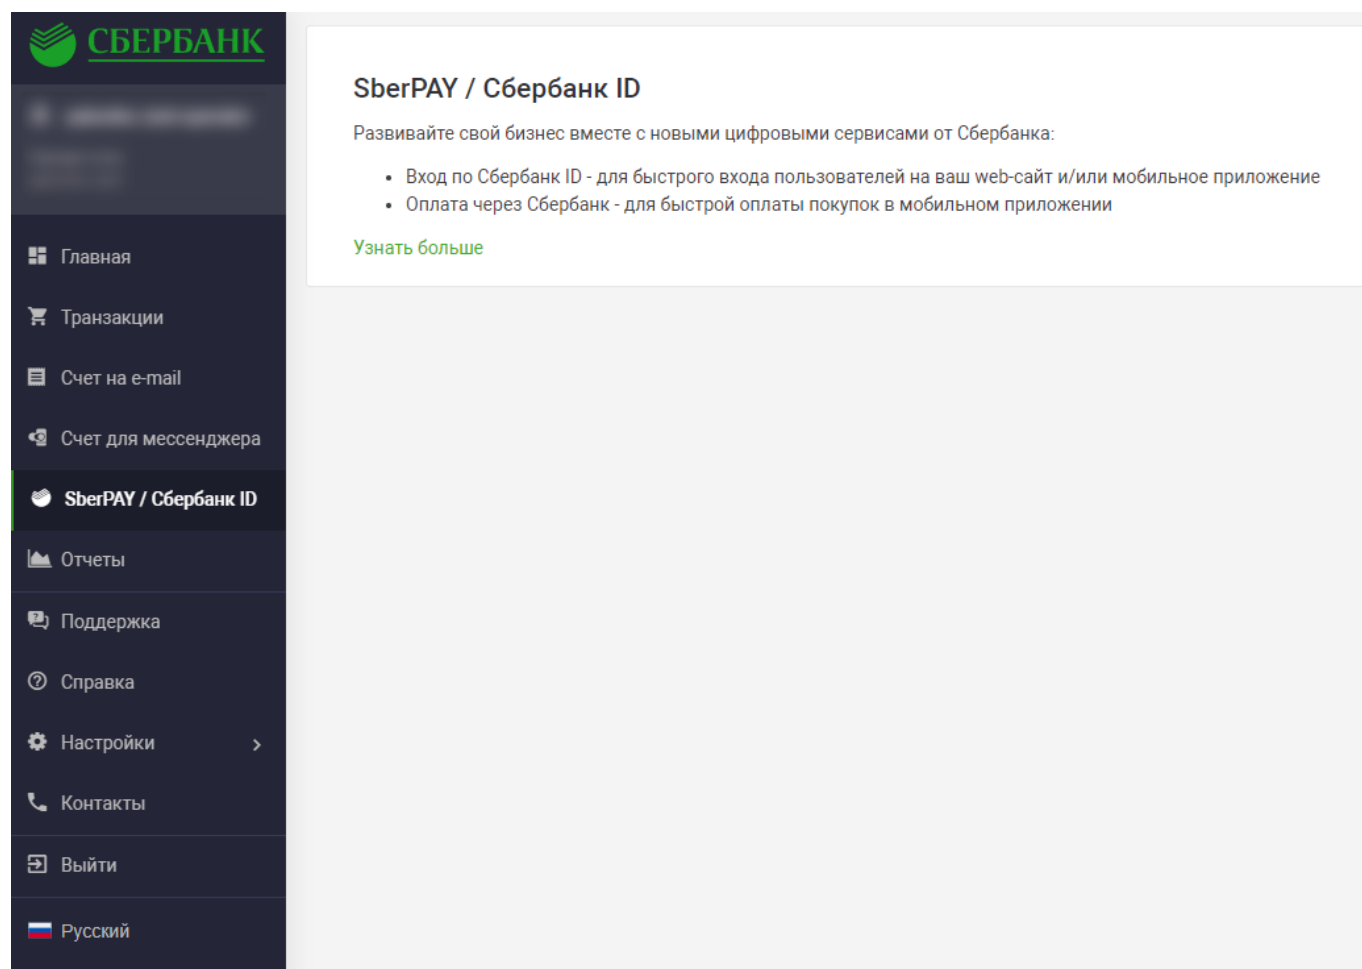 СБЕРБАНК
Главная
Транзакции
Счет на e-mail
Счет для мессенджера
SberPAY / Сбербанк ID
Отчеты
Поддержка
Справка
Настройки
Контакты
Выйти
Русский
SberPAY / Сбербанк ID
Развивайте свой бизнес вместе с новыми цифровыми сервисами от Сбербанка:
• Вход по Сбербанк ID - для быстрого входа пользователей на ваш web-сайт и/или мобильное приложение
• Оплата через Сбербанк - для быстрой оплаты покупок в мобильном приложении
Узнать больше